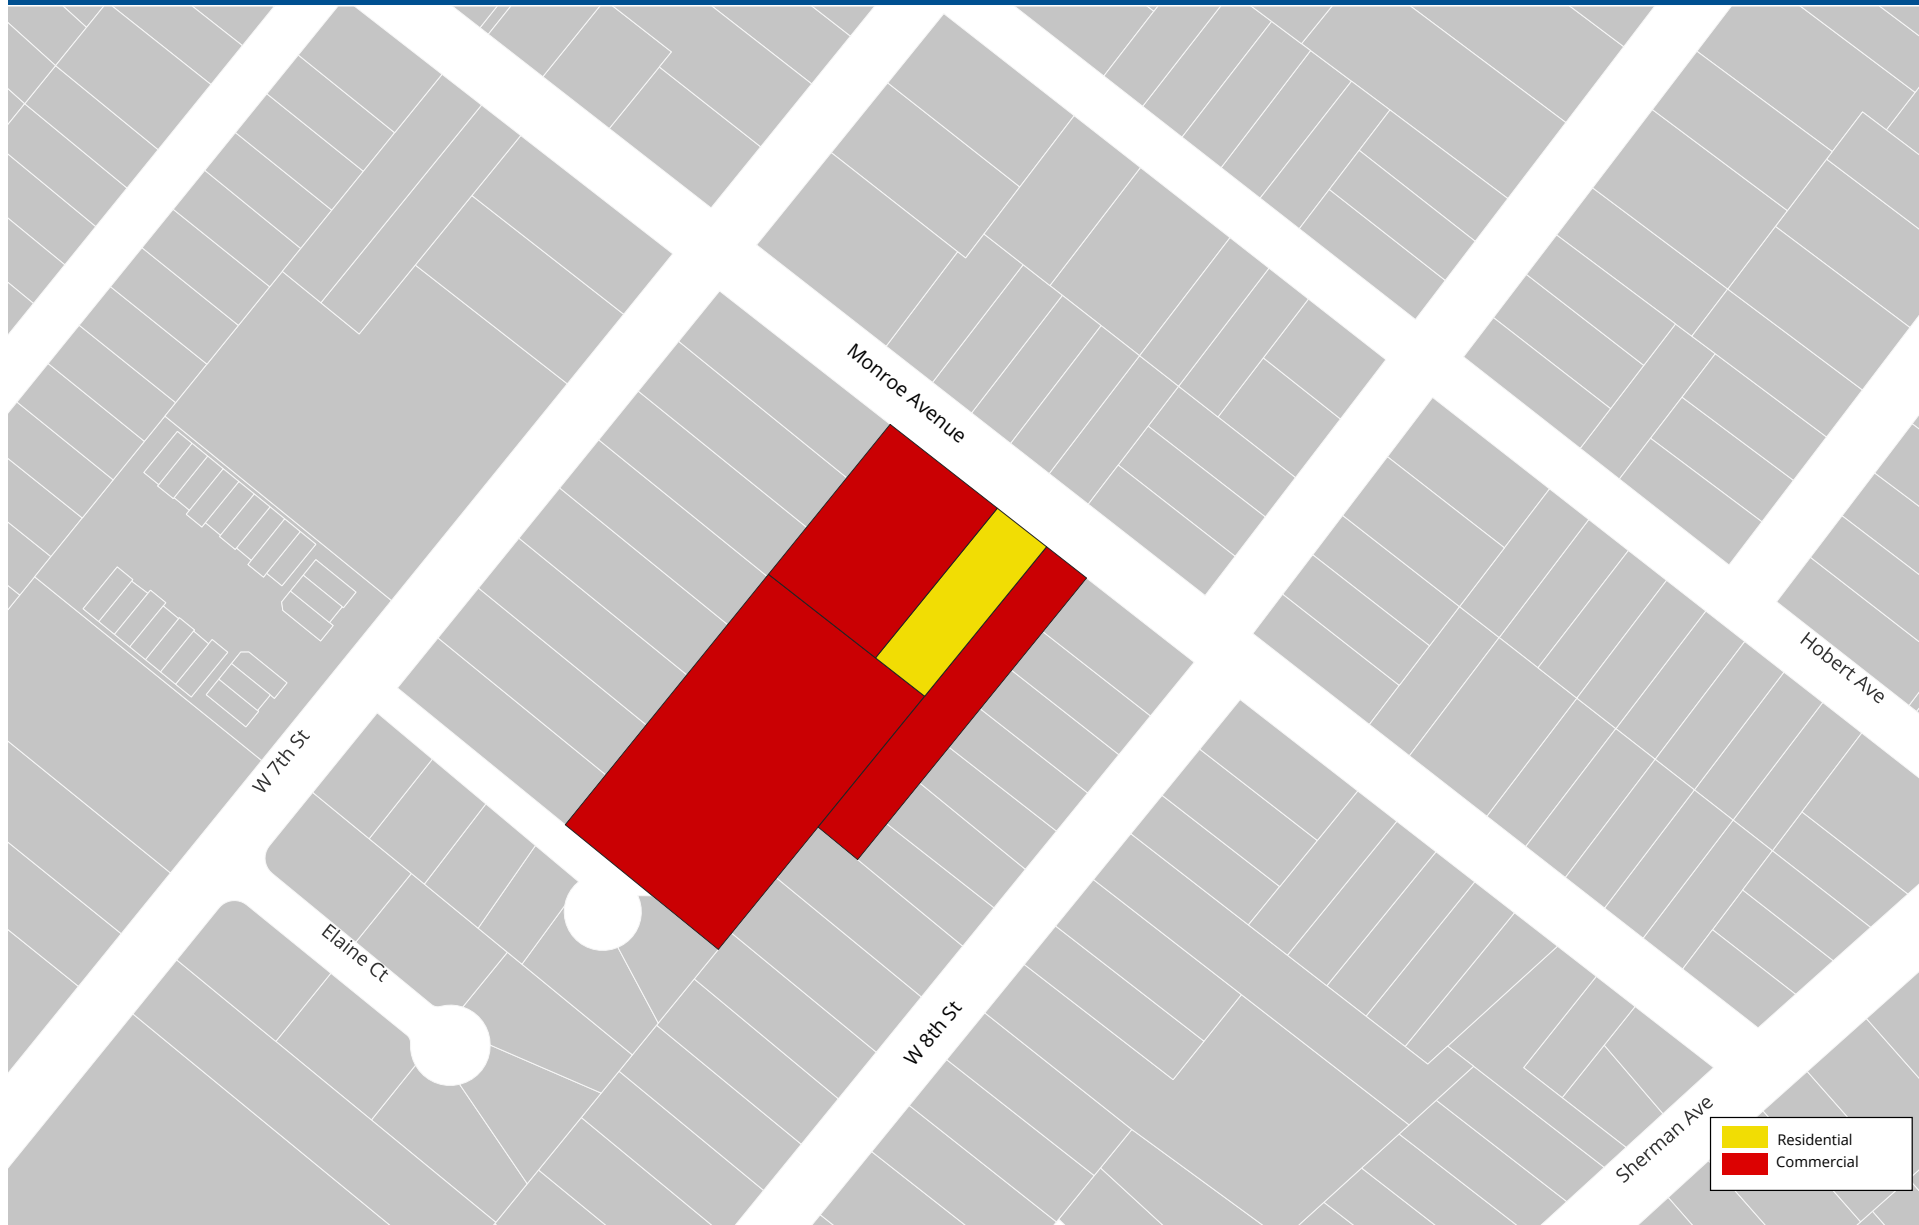 Monroe Avenue
Hobert Ave
W 7th St
Elaine Ct
W 8th St
Sherman Ave
Residential
Commercial